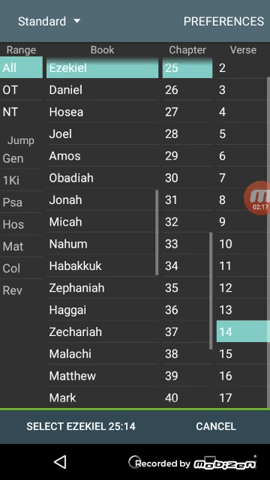 Standard PREFERENCES
Range Book Chapter Verse
All Ezekiel 25 2
OT Daniel 26 3
NT Hosea 27 4
Joel 28 5
Jump
Gen Amos 29 6
1Ki Obadiah 30 7
Psa Jonah 31 8
02:17
Hos Micah 32 9
Mat Nahum 33 10
Col Habakkuk 34 11
Rev Zephaniah 35 12
Haggai 36 13
Zechariah 37 14
Malachi 38 15
Matthew 39 16
Mark 40 17
SELECT EZEKIEL 25:14 CANCEL
Recorded by mobizen